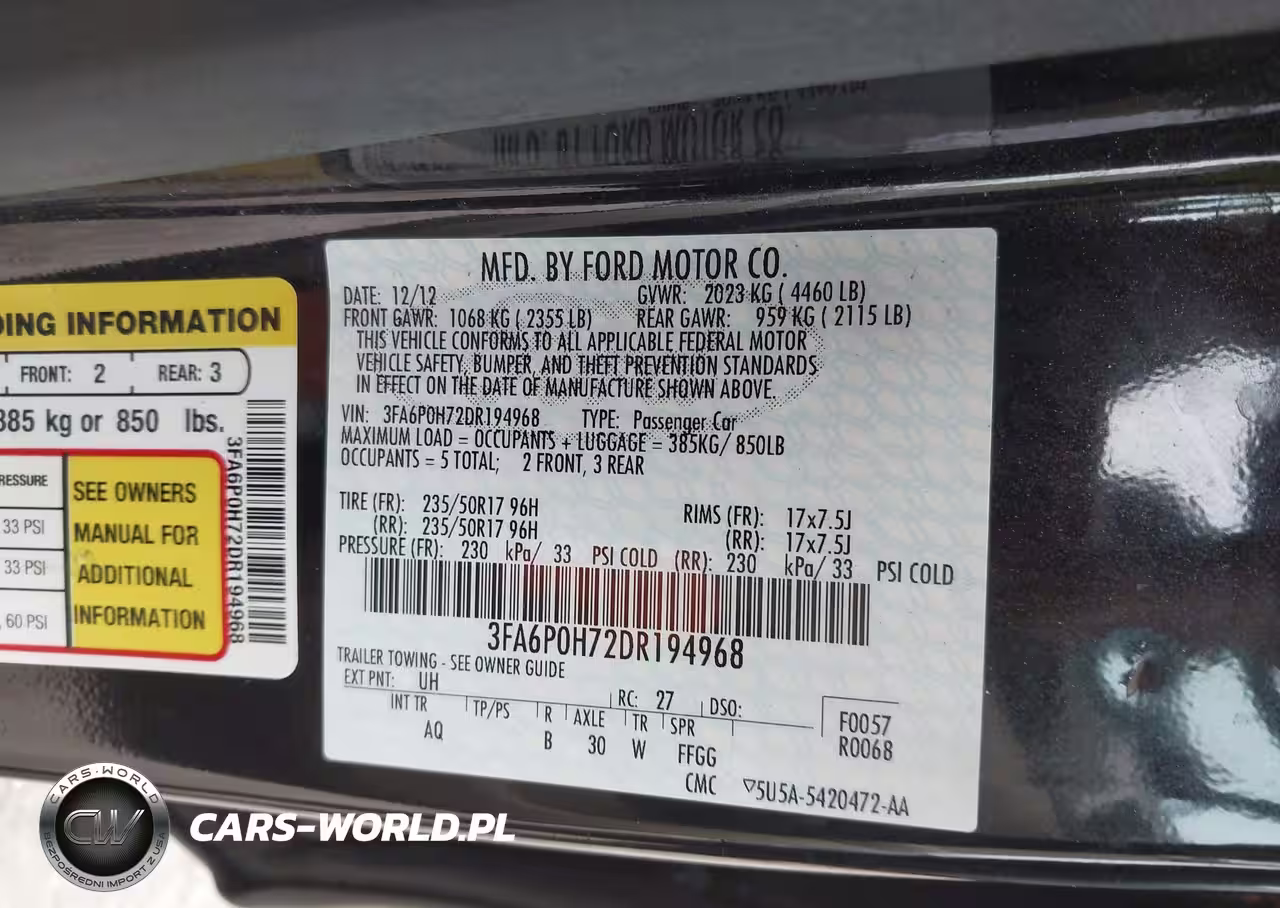 MFD. BY FORD MOTOR CO.
DATE: 12/12 GVWR: 2023 KG ( 4460 LB)
FRONT GAWR: 1068 KG ( 2355 LB) REAR GAWR: 959 KG ( 2115 LB)
THIS VEHICLE CONFORMS TO ALL APPLICABLE FEDERAL MOTOR
VEHICLE SAFETY, BUMPER, AND THEFT PREVENTION STANDARDS
IN EFFECT ON THE DATE OF MANUFACTURE SHOWN ABOVE.
VIN: 3FA6P0H72DR194968 TYPE: Passenger Car
MAXIMUM LOAD = OCCUPANTS + LUGGAGE = 385KG/ 850LB
OCCUPANTS = 5 TOTAL; 2 FRONT, 3 REAR
TIRE (FR): 235/50R17 96H RIMS (FR): 17x7.5J
(RR): 235/50R17 96H (RR): 17x7.5J
PRESSURE (FR): 230 kPa/ 33 PSI COLD (RR): 230 kPa/ 33 PSI COLD
3FA6P0H72DR194968
TRAILER TOWING - SEE OWNER GUIDE
EXT PNT: UH RC: 27 DSO:
INT TR TP/PS R AXLE TR SPR
AQ B 30 W FFGG
CMC
F0057
R0068
5U5A-5420472-AA
DING INFORMATION
FRONT: 2 REAR: 3
385 kg or 850 lbs.
3FA6P0H72DR194968
RESSURE
33 PSI
33 PSI
60 PSI
SEE OWNERS
MANUAL FOR
ADDITIONAL
INFORMATION
CARS-WORLD
CW
BEZPOŚREDNI IMPORT Z USA
CARS-WORLD.PL